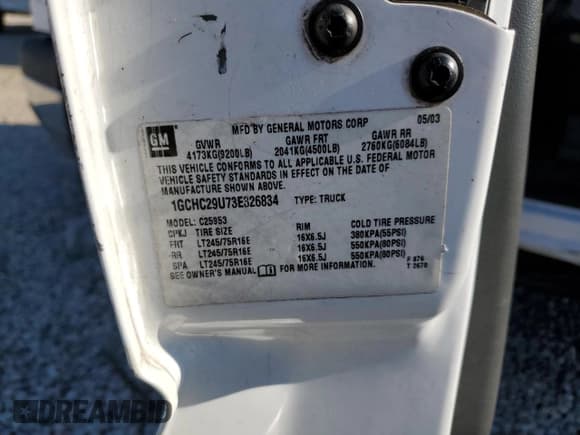 GM
MFD BY GENERAL MOTORS CORP 05/03
GVWR GAWR FRT GAWR RR
4173KG(9200LB) 2041KG(4500LB) 2760KG(6084LB)
THIS VEHICLE CONFORMS TO ALL APPLICABLE U.S. FEDERAL MOTOR
VEHICLE SAFETY STANDARDS IN EFFECT ON THE DATE OF
MANUFACTURE SHOWN ABOVE.
1GCHC29U73E326834 TYPE: TRUCK
MODEL: C25953
CPKJ TIRE SIZE RIM COLD TIRE PRESSURE
FRT LT245/75R16E 16X6.5J 380KPA(55PSI)
RR LT245/75R16E 16X6.5J 550KPA(80PSI)
SPA LT245/75R16E 16X6.5J 550KPA(80PSI)
SEE OWNER'S MANUAL FOR MORE INFORMATION.
F 876
T 2670
DREAMBID